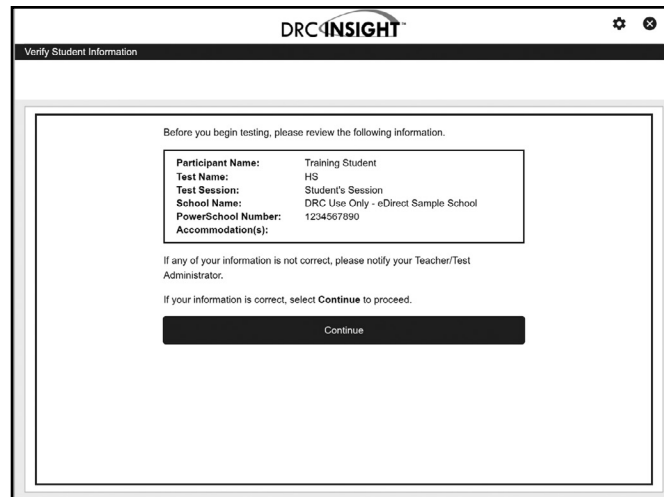 DRC INSIGHT
Verify Student Information
Before you begin testing, please review the following information.
Participant Name: Training Student
Test Name: HS
Test Session: Student's Session
School Name: DRC Use Only - eDirect Sample School
PowerSchool Number: 1234567890
Accommodation(s):
If any of your information is not correct, please notify your Teacher/Test
Administrator.
If your information is correct, select Continue to proceed.
Continue